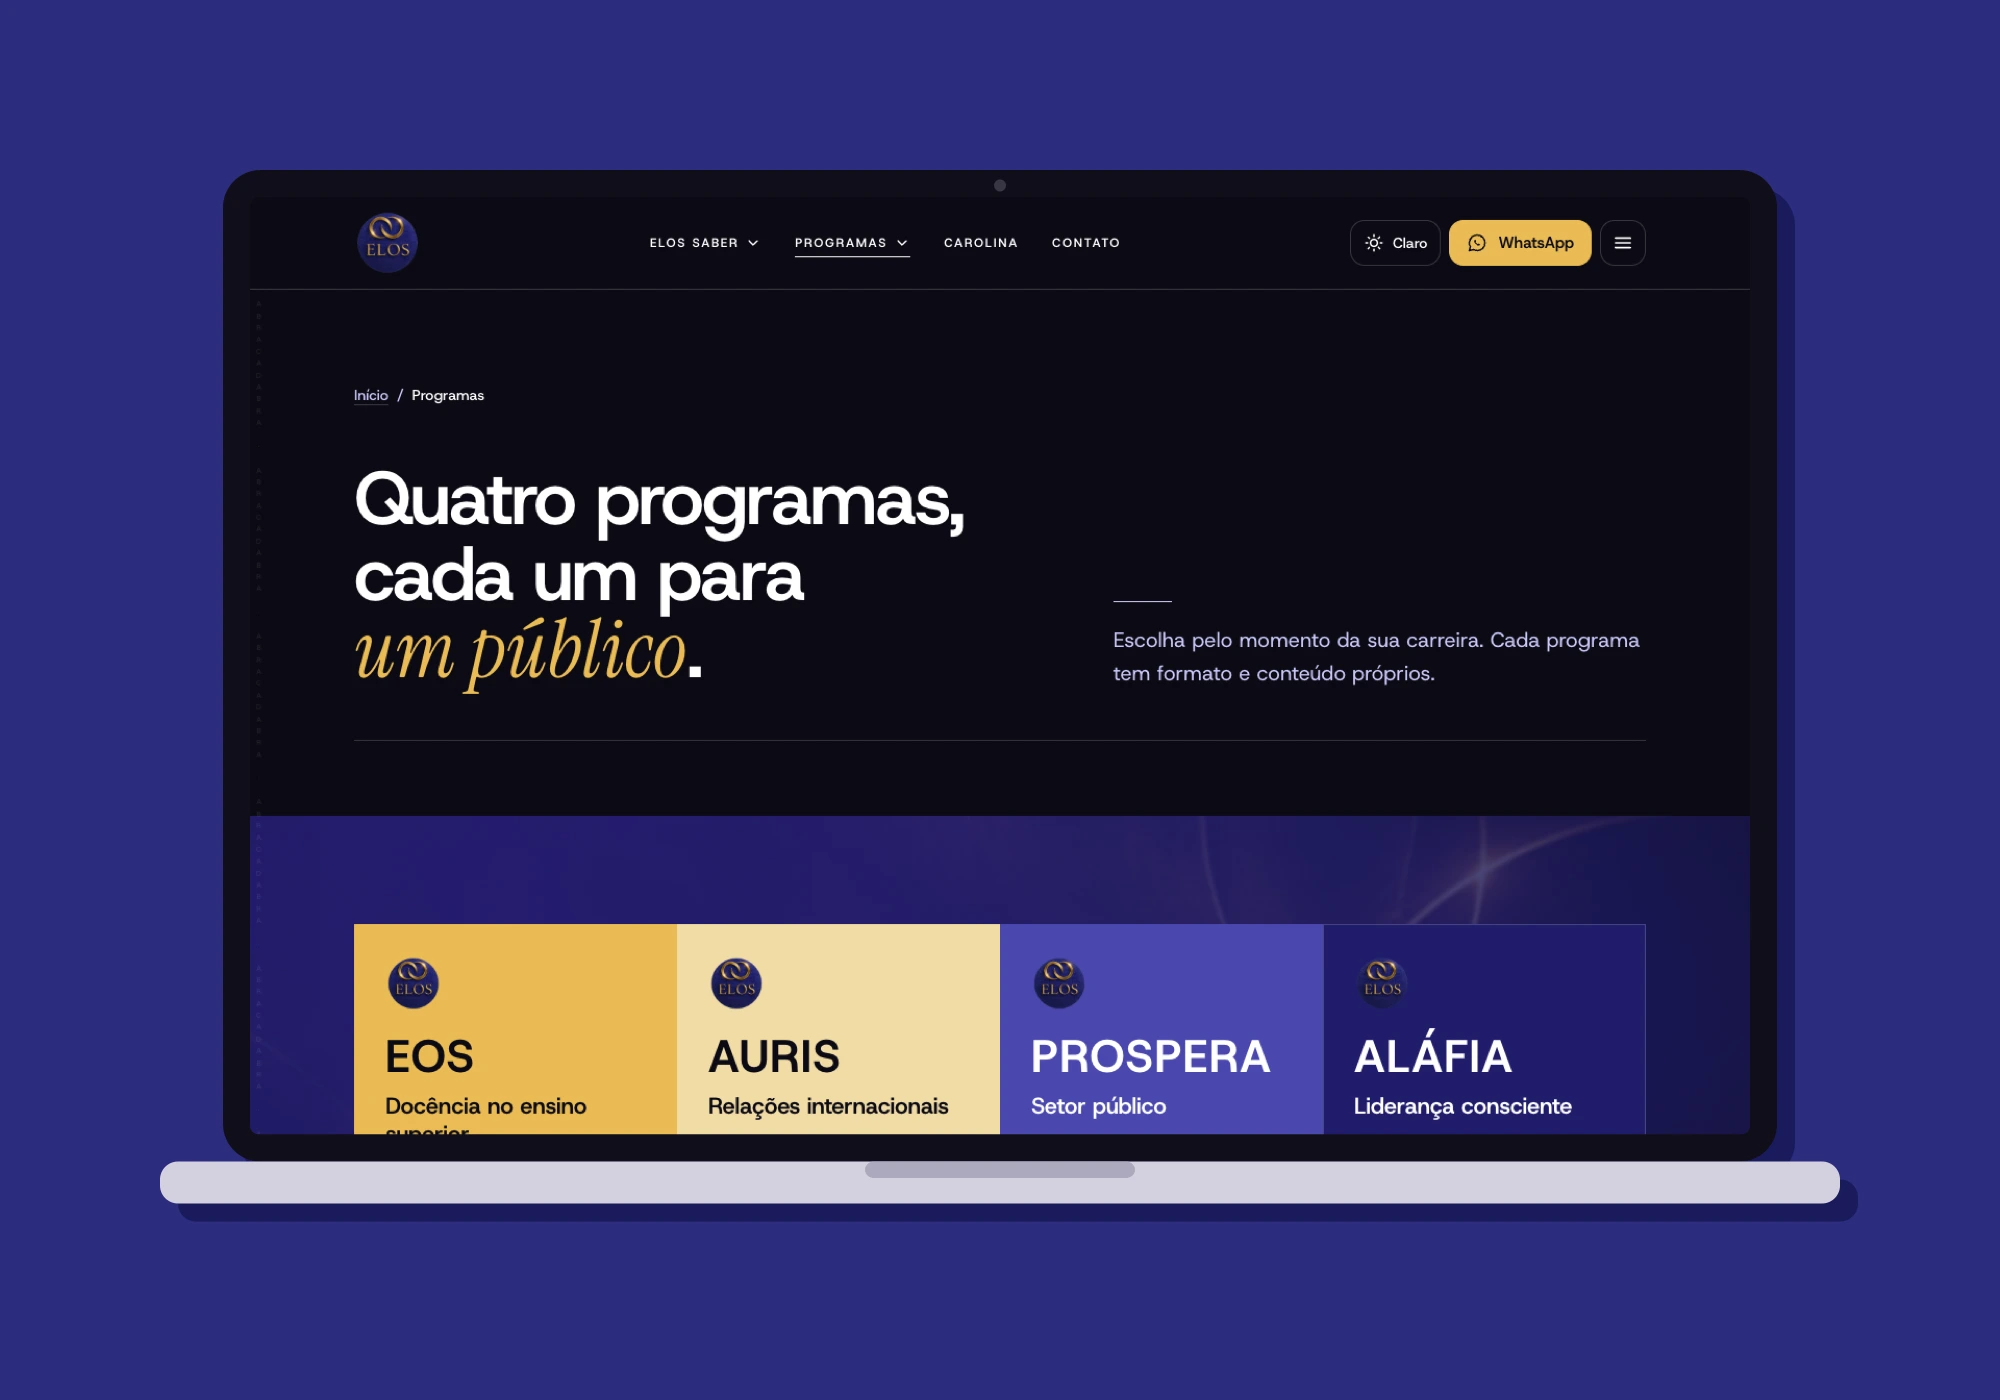 ELOS
ELOS SABER
PROGRAMAS
CAROLINA
CONTATO
Claro
WhatsApp
Início / Programas
Quatro programas,
cada um para
um público.
Escolha pelo momento da sua carreira. Cada programa
tem formato e conteúdo próprios.
ELOS
EOS
Docência no ensino
superior
ELOS
AURIS
Relações internacionais
ELOS
PROSPERA
Setor público
ELOS
ALÁFIA
Liderança consciente